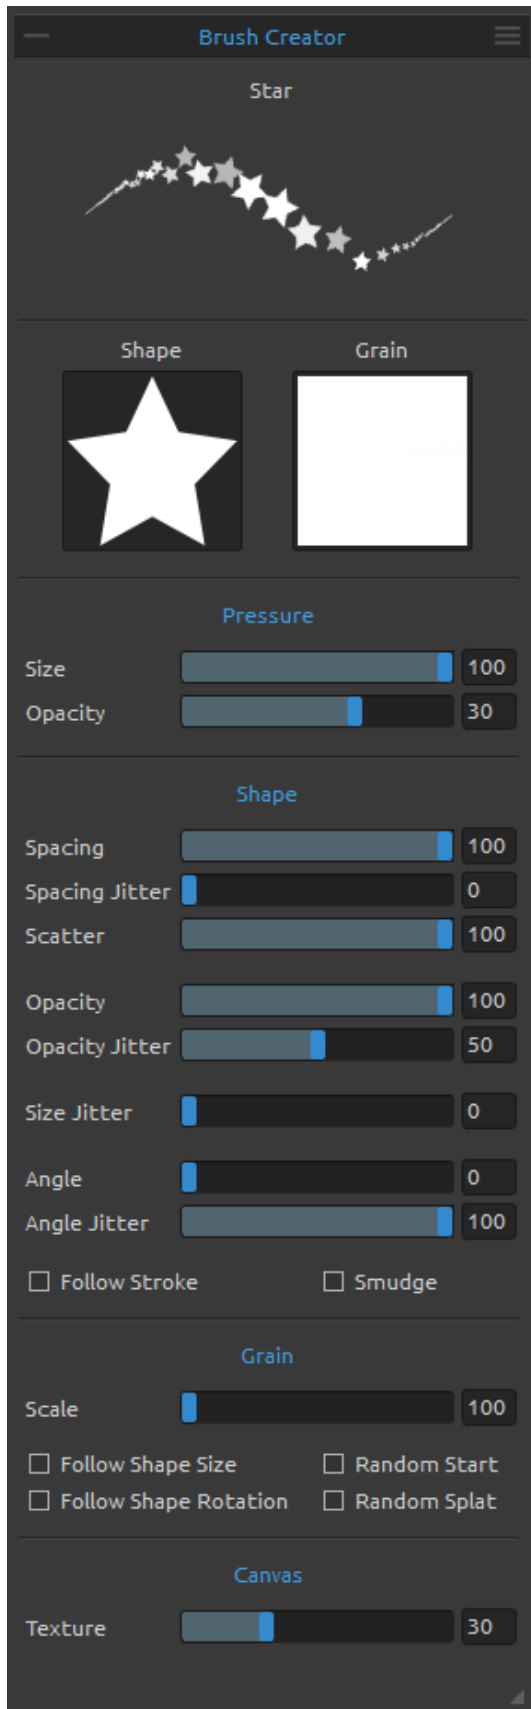 Brush Creator
Star
Shape Grain
Pressure
Size 100
Opacity 30
Shape
Spacing 100
Spacing Jitter 0
Scatter 100
Opacity 100
Opacity Jitter 50
Size Jitter 0
Angle 0
Angle Jitter 100
Follow Stroke Smudge
Grain
Scale 100
Follow Shape Size Random Start
Follow Shape Rotation Random Splat
Canvas
Texture 30